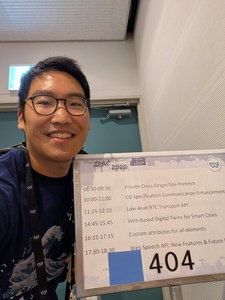 TPAC
2025
08:30-09:30 Private Cross-Origin/Site Prefetch
10:00-11:00 CG Specification Communication Environments
11:15-12:15 Low-level RTC Transport API
14:45-15:45 Web-based Digital Twins for Smart Cities
16:15-17:15 Custom attributes for all elements
17:30-18:30 Web Speech API: New Features & Future
404